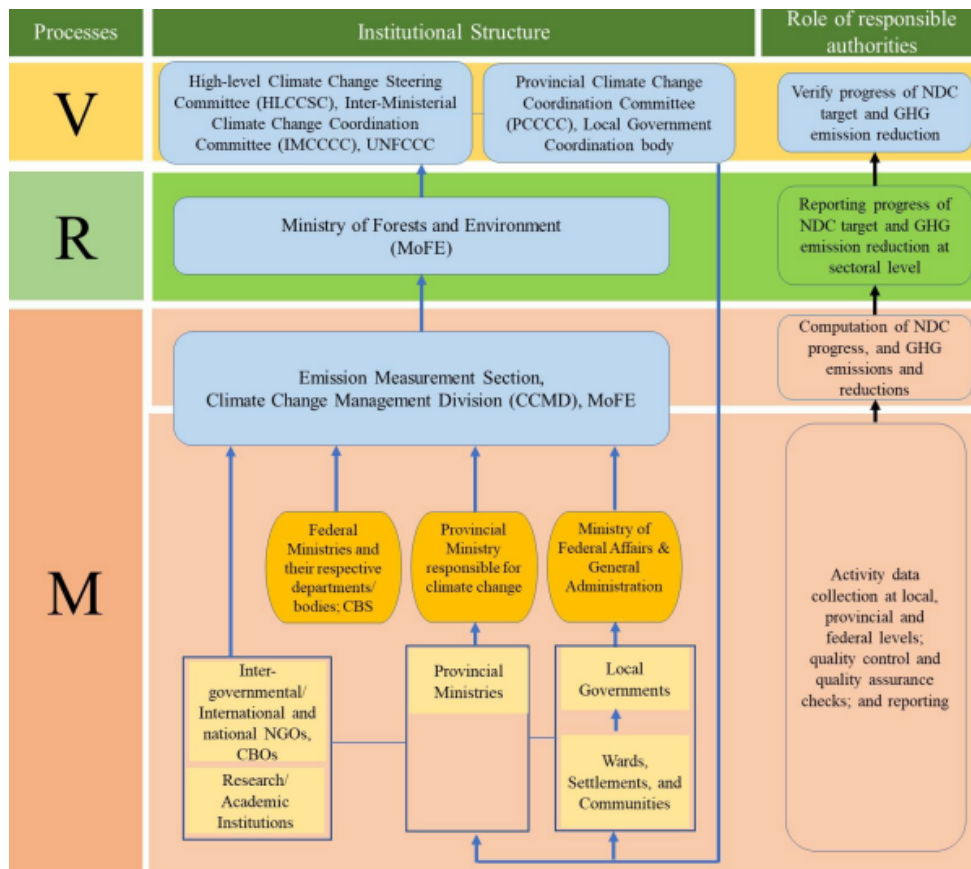 Processes
Institutional Structure
Role of responsible
authorities
V
High-level Climate Change Steering
Committee (HLCCSC), Inter-Ministerial
Climate Change Coordination
Committee (IMCCCC), UNFCCC
Provincial Climate Change
Coordination Committee
(PCCCC), Local Government
Coordination body
Verify progress of NDC
target and GHG
emission reduction
R
Ministry of Forests and Environment
(MoFE)
Reporting progress of
NDC target and GHG
emission reduction at
sectoral level
M
Emission Measurement Section,
Climate Change Management Division (CCMD), MoFE
Computation of NDC
progress, and GHG
emissions and
reductions
Federal
Ministries and
their respective
departments/
bodies; CBS
Provincial
Ministry
responsible for
climate change
Ministry of
Federal Affairs &
General
Administration
Inter-
governmental/
International and
national NGOs,
CBOs
Research/
Academic
Institutions
Provincial
Ministries
Local
Governments
Wards,
Settlements, and
Communities
Activity data
collection at local,
provincial and
federal levels;
quality control and
quality assurance
checks; and reporting